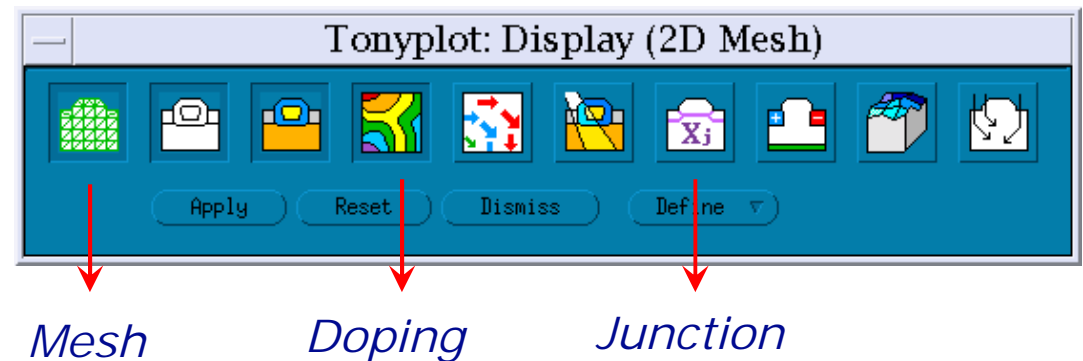 Tonyplot: Display (2D Mesh)
Xj
Apply Reset Dismiss Define
Mesh Doping Junction